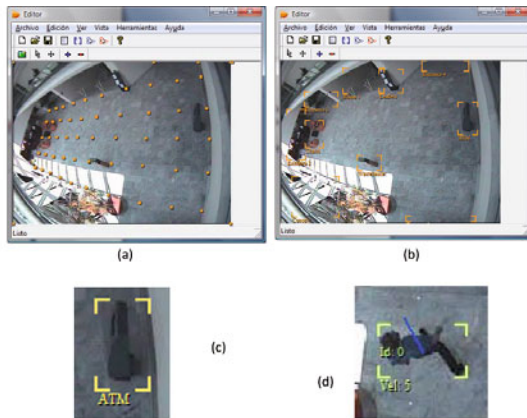 Editor
Archivo Edición Ver Vista Herramientas Ayuda
Listo
(a)
Editor
Archivo Edición Ver Vista Herramientas Ayuda
Listo
(b)
ATM
(c)
Id: 0
Vel: 5
(d)